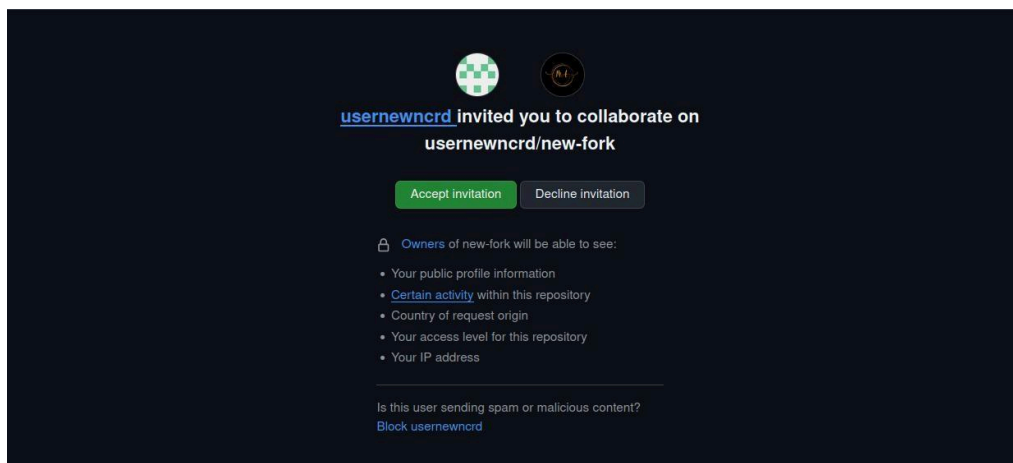 usernewncrd invited you to collaborate on
usernewncrd/new-fork
Accept invitation Decline invitation
Owners of new-fork will be able to see:
• Your public profile information
• Certain activity within this repository
• Country of request origin
• Your access level for this repository
• Your IP address
Is this user sending spam or malicious content?
Block usernewncrd